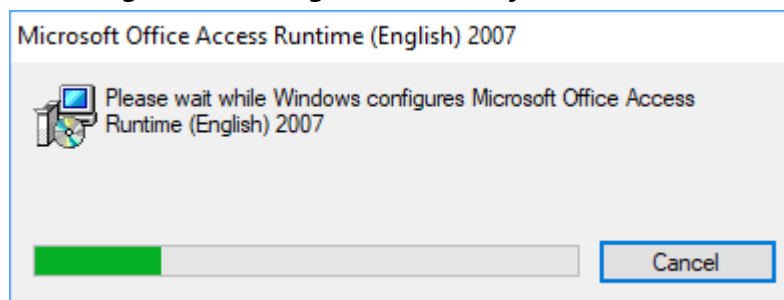 Microsoft Office Access Runtime (English) 2007
Please wait while Windows configures Microsoft Office Access
Runtime (English) 2007
Cancel